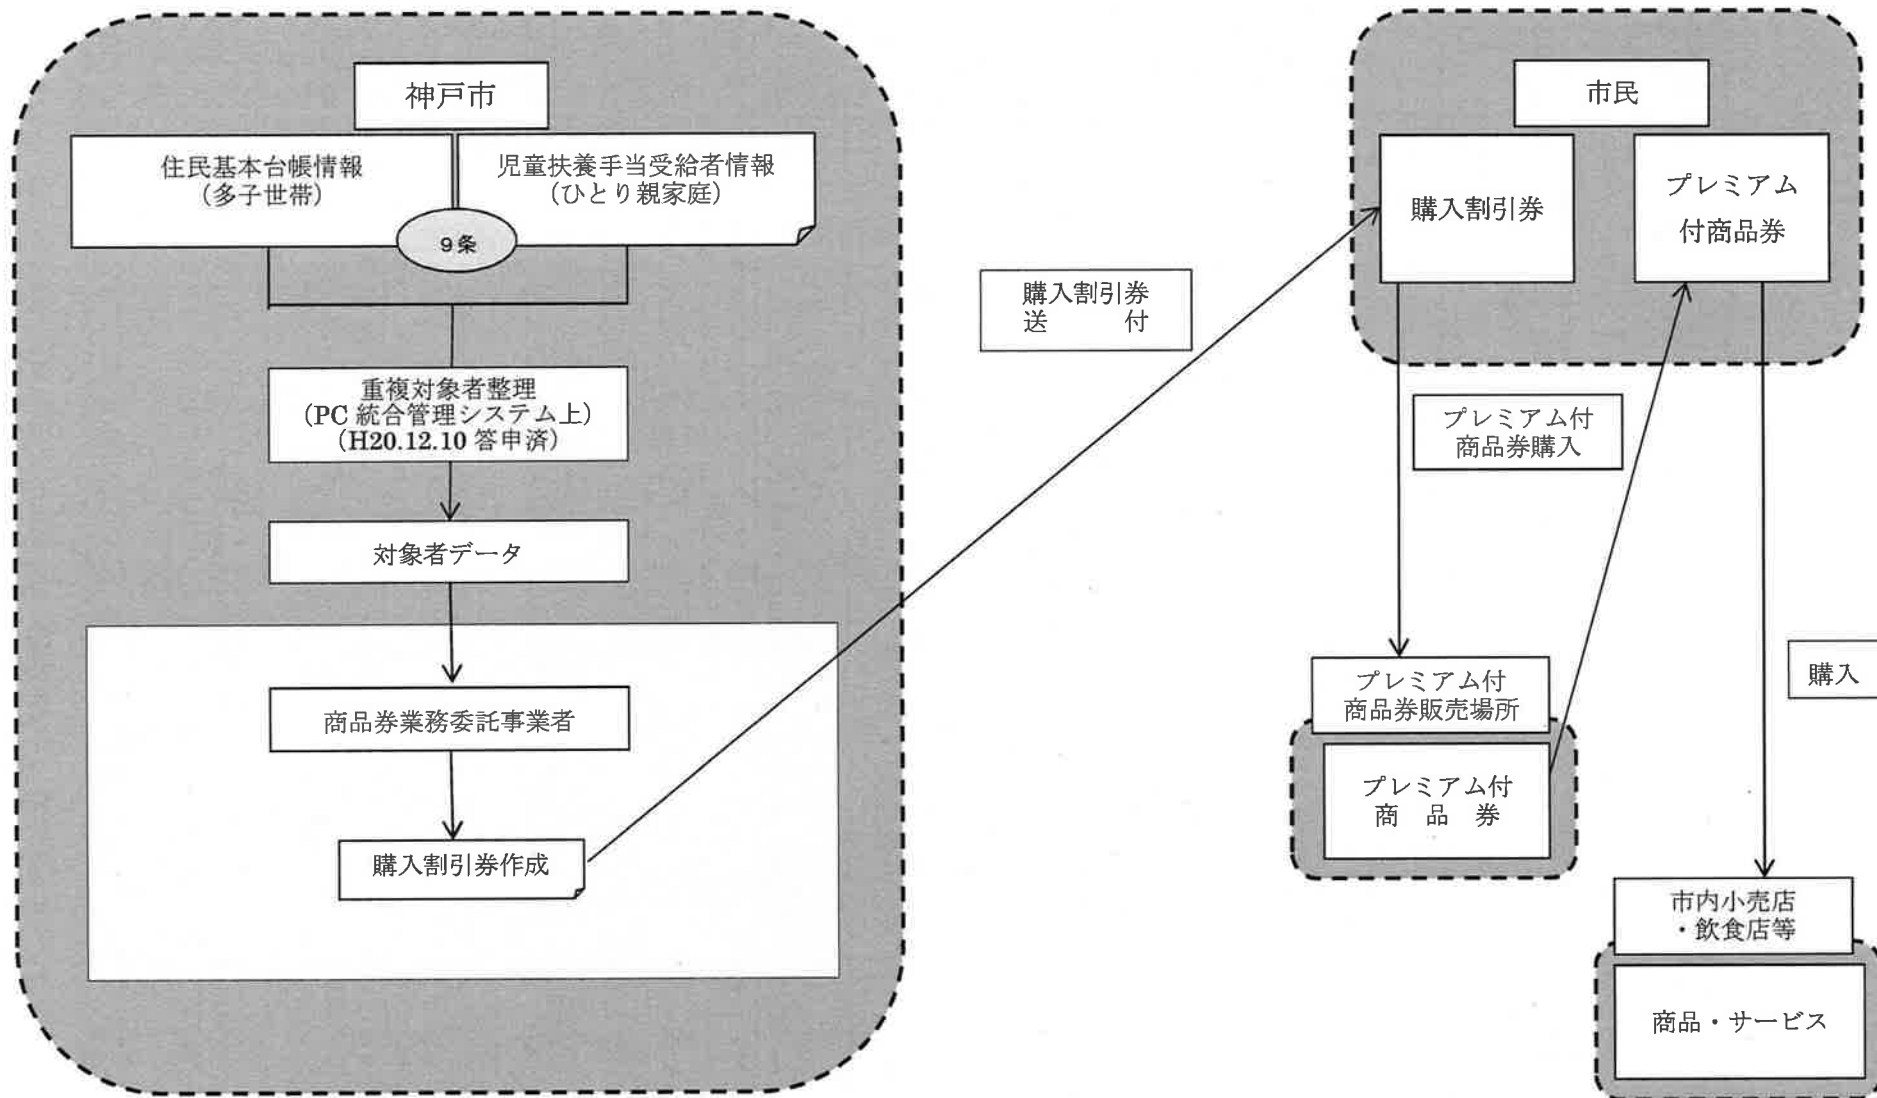 神戸市
住民基本台帳情報
(多子世帯)
児童扶養手当受給者情報
(ひとり親家庭)
9条
重複対象者整理
(PC 統合管理システム上)
(H20.12.10 答申済)
対象者データ
商品券業務委託事業者
購入割引券作成
購入割引券
送 付
市民
購入割引券
プレミアム
付商品券
プレミアム付
商品券購入
プレミアム付
商品券販売場所
プレミアム付
商 品 券
購入
市内小売店
・飲食店等
商品・サービス